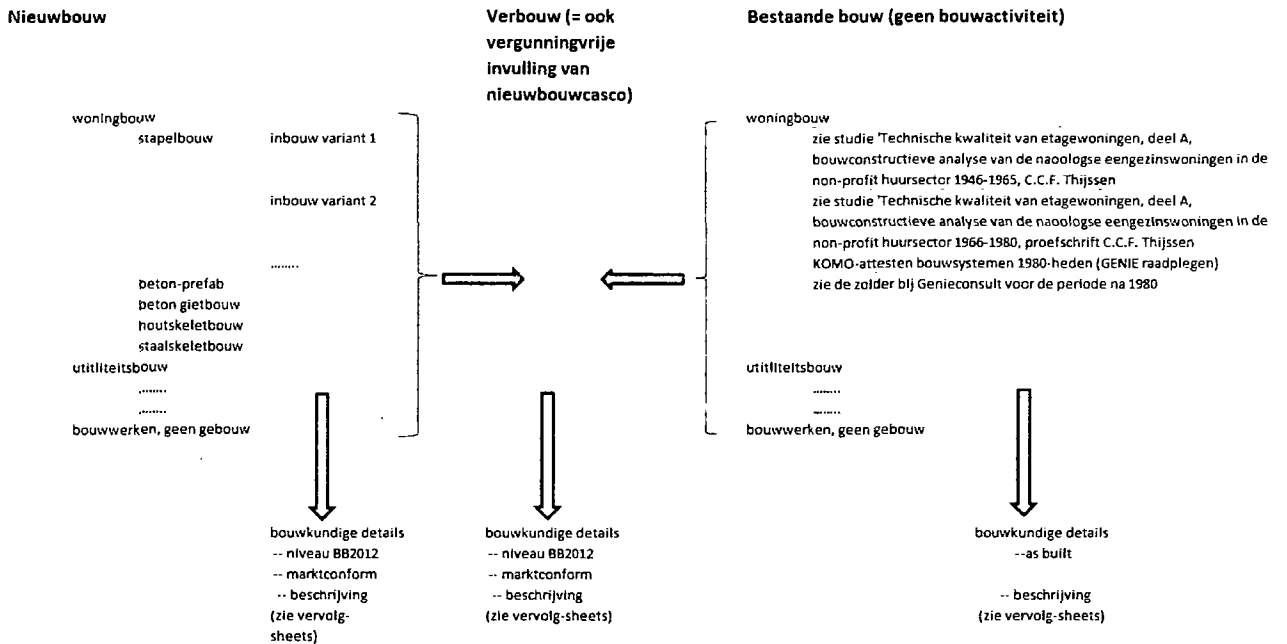 Nieuwbouw
Verbouw (= ook
vergunningvrije
invulling van
nieuwbouwcasco)
Bestaande bouw (geen bouwactiviteit)
woningbouw
stapelbouw
inbouw variant 1
inbouw variant 2
........
beton-prefab
beton gietbouw
houtskeletbouw
staalskeletbouw
utitliteitsbouw
........
........
bouwwerken, geen gebouw
woningbouw
zie studie 'Technische kwaliteit van etagewoningen, deel A,
bouwconstructieve analyse van de naoologse eengezinswoningen in de
non-profit huursector 1946-1965, C.C.F. Thijssen
zie studie 'Technische kwaliteit van etagewoningen, deel A,
bouwconstructieve analyse van de naoologse eengezinswoningen in de
non-profit huursector 1966-1980, proefschrift C.C.F. Thijssen
KOMO-attesten bouwsystemen 1980-heden (GENIE raadplegen)
zie de zolder bij Genieconsult voor de periode na 1980
utitliteitsbouw
........
........
bouwwerken, geen gebouw
bouwkundige details
-- niveau BB2012
-- marktconform
-- beschrijving
(zie vervolg-
sheets)
bouwkundige details
-- niveau BB2012
-- marktconform
-- beschrijving
(zie vervolg-sheets)
bouwkundige details
--as built
-- beschrijving
(zie vervolg-sheets)